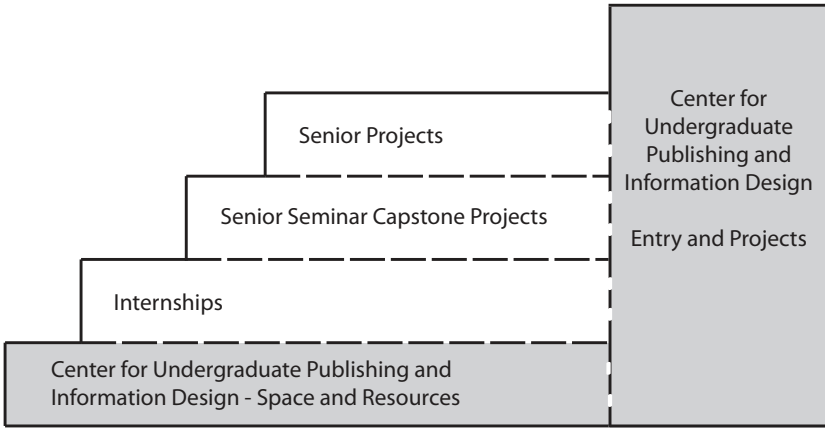 Center for
Undergraduate
Publishing and
Information Design
Entry and Projects
Senior Projects
Senior Seminar Capstone Projects
Internships
Center for Undergraduate Publishing and
Information Design - Space and Resources